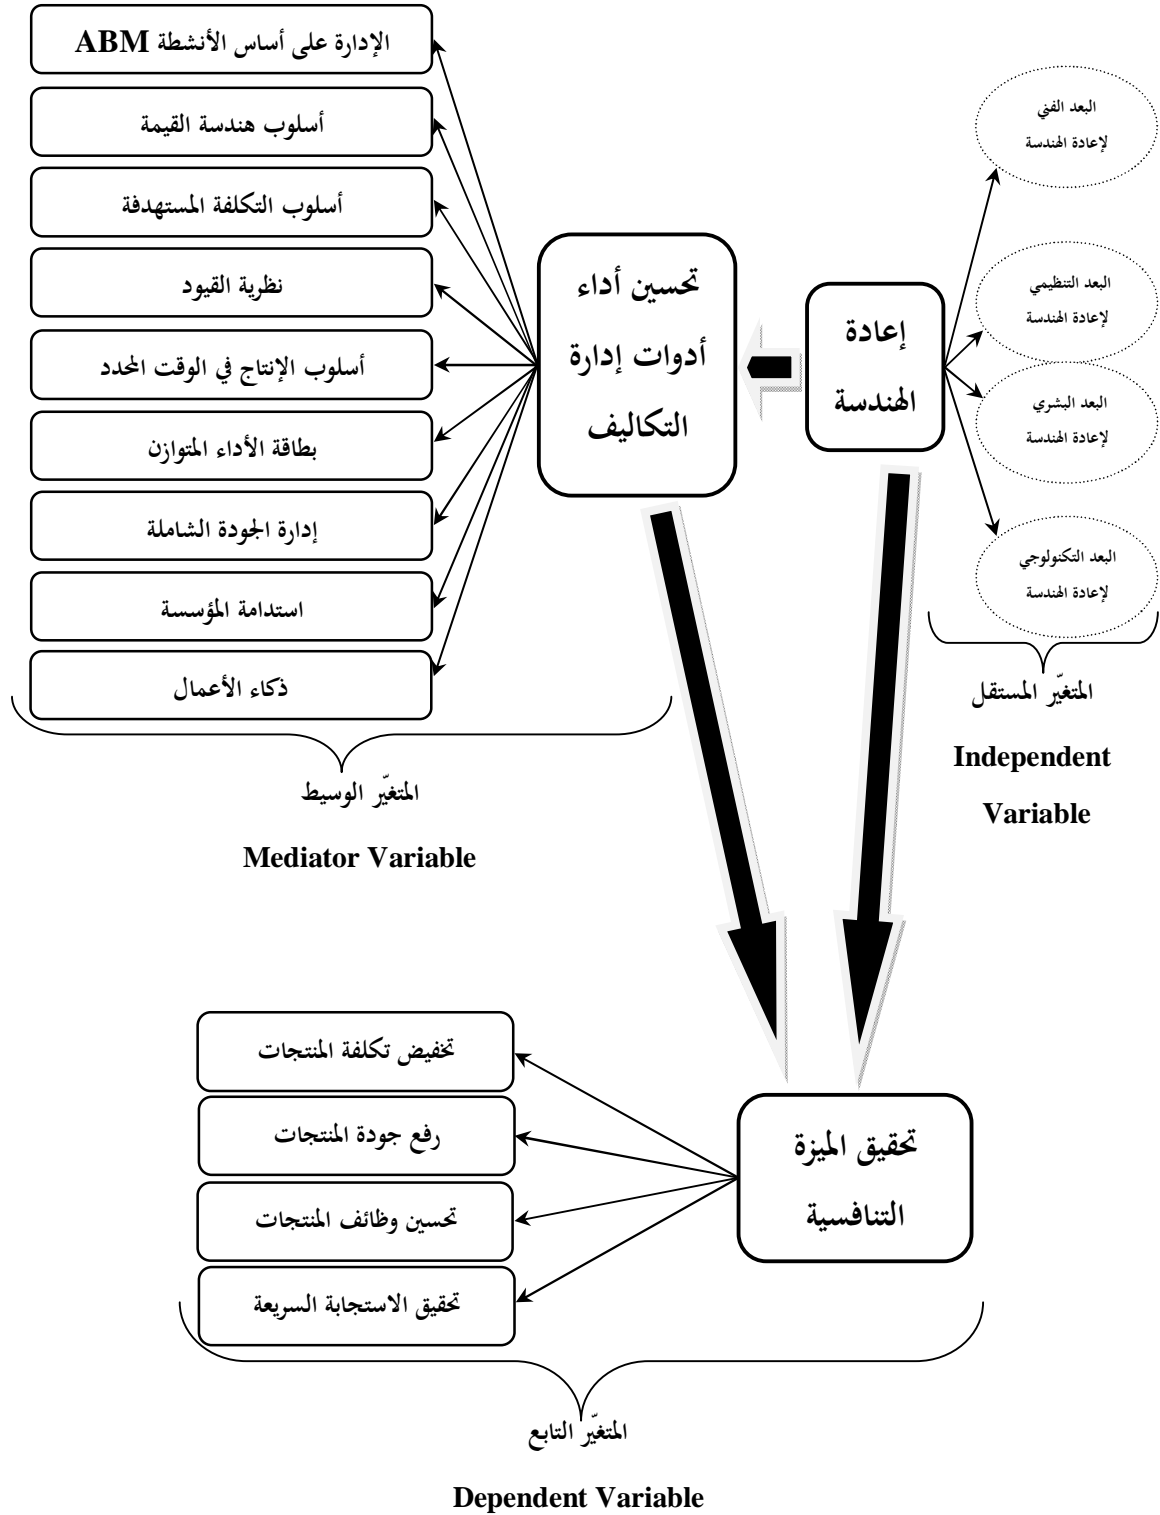 الإدارة على أساس الأنشطة ABM
أسلوب هندسة القيمة
أسلوب التكلفة المستهدفة
نظرية القيود
أسلوب الإنتاج في الوقت المحدد
بطاقة الأداء المتوازن
إدارة الجودة الشاملة
استدامة المؤسسة
ذكاء الأعمال
تحسين أداء
أدوات إدارة
التكاليف
إعادة
الهندسة
البعد الفني
لإعادة الهندسة
البعد التنظيمي
لإعادة الهندسة
البعد البشري
لإعادة الهندسة
البعد التكنولوجي
لإعادة الهندسة
المتغيّر المستقل
Independent
Variable
المتغيّر الوسيط
Mediator Variable
تخفيض تكلفة المنتجات
رفع جودة المنتجات
تحسين وظائف المنتجات
تحقيق الاستجابة السريعة
تحقيق الميزة
التنافسية
المتغيّر التابع
Dependent Variable